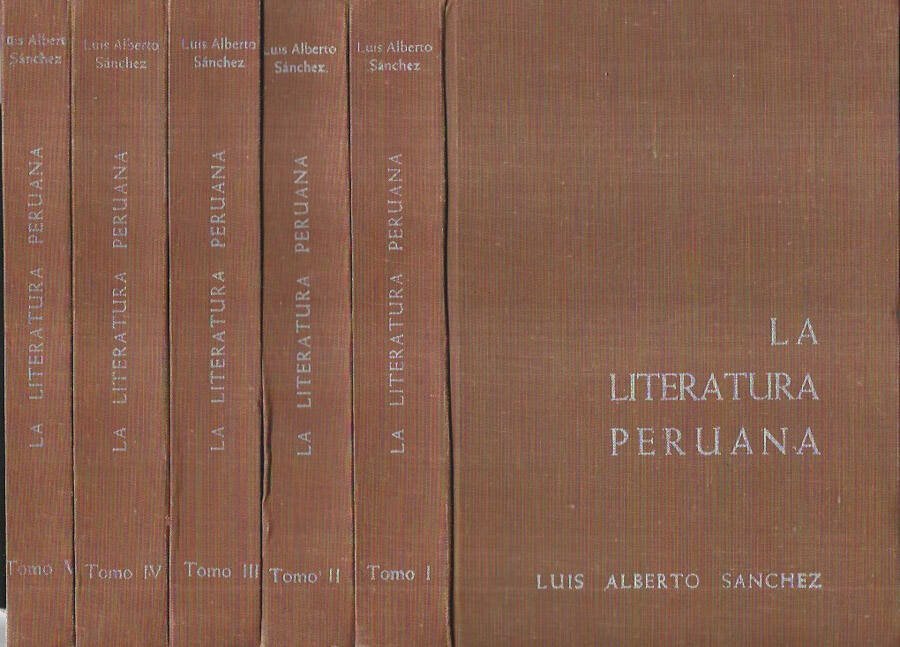 Luis Albert
Sánchez
LA LITERATURA PERUANA
Tomo V
Luis Alberto
Sánchez
LA LITERATURA PERUANA
Tomo IV
Luis Alberto
Sánchez
LA LITERATURA PERUANA
Tomo III
Luis Alberto
Sánchez
LA LITERATURA PERUANA
Tomo II
Luis Alberto
Sánchez
LA LITERATURA PERUANA
Tomo I
LA
LITERATURA
PERUANA
LUIS ALBERTO SANCHEZ